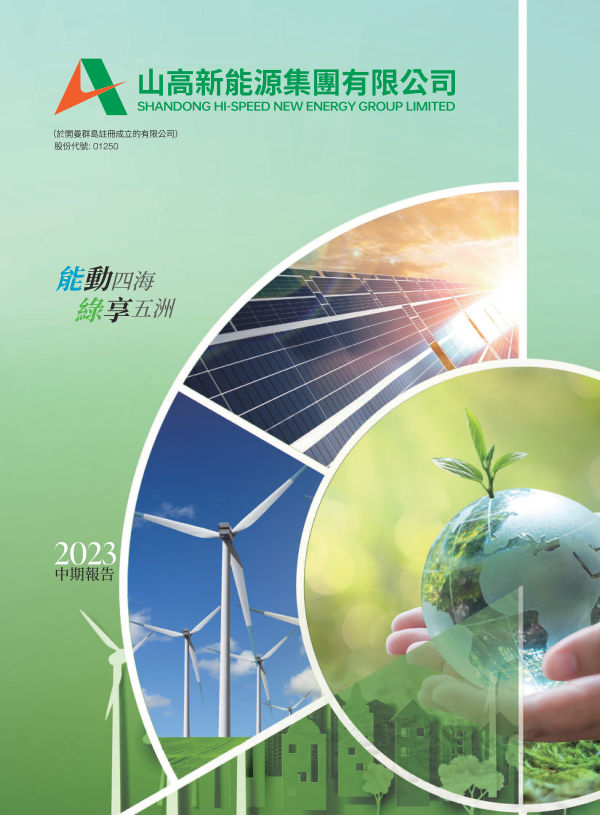 山高新能源集團有限公司
SHANDONG HI-SPEED NEW ENERGY GROUP LIMITED
(於開曼群島註冊成立的有限公司)
股份代號: 01250
能動四海
綠享五洲
2023
中期報告